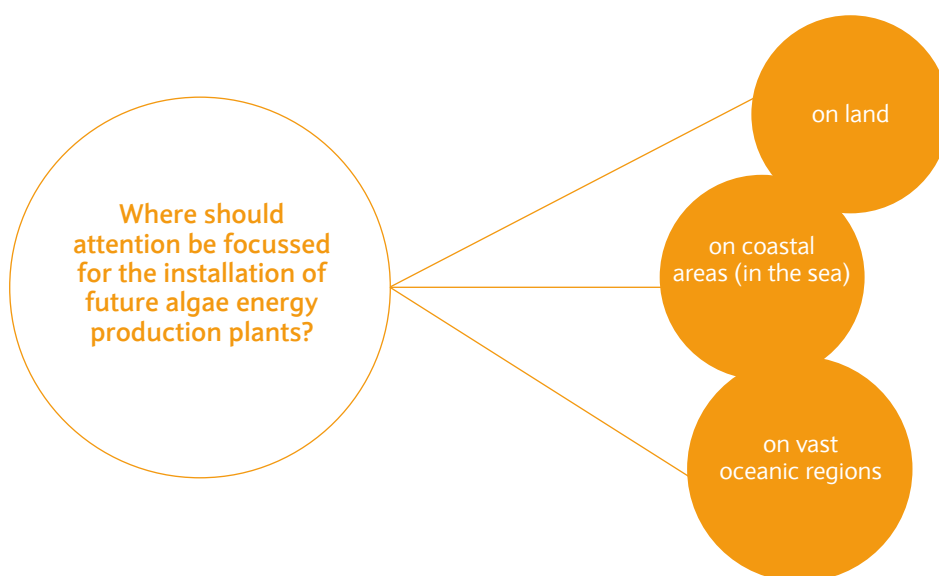 Where should
attention be focussed
for the installation of
future algae energy
production plants?
on land
on coastal
areas (in the sea)
on vast
oceanic regions